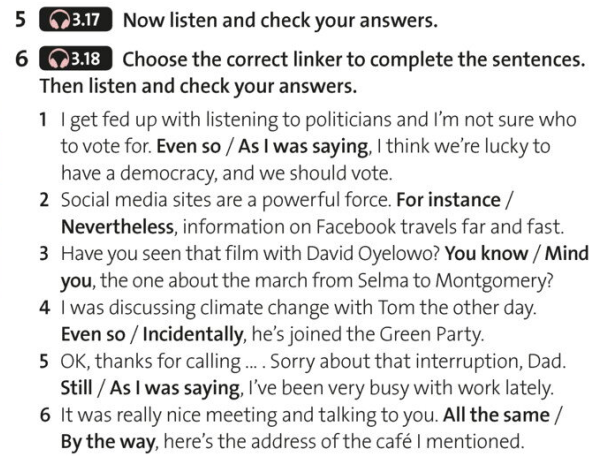 5 3.17 Now listen and check your answers.
6 3.18 Choose the correct linker to complete the sentences.
Then listen and check your answers.
1 I get fed up with listening to politicians and I'm not sure who
to vote for. Even so / As I was saying, I think we're lucky to
have a democracy, and we should vote.
2 Social media sites are a powerful force. For instance /
Nevertheless, information on Facebook travels far and fast.
3 Have you seen that film with David Oyelowo? You know / Mind
you, the one about the march from Selma to Montgomery?
4 I was discussing climate change with Tom the other day.
Even so / Incidentally, he's joined the Green Party.
5 OK, thanks for calling ... . Sorry about that interruption, Dad.
Still / As I was saying, I've been very busy with work lately.
6 It was really nice meeting and talking to you. All the same /
By the way, here's the address of the café I mentioned.